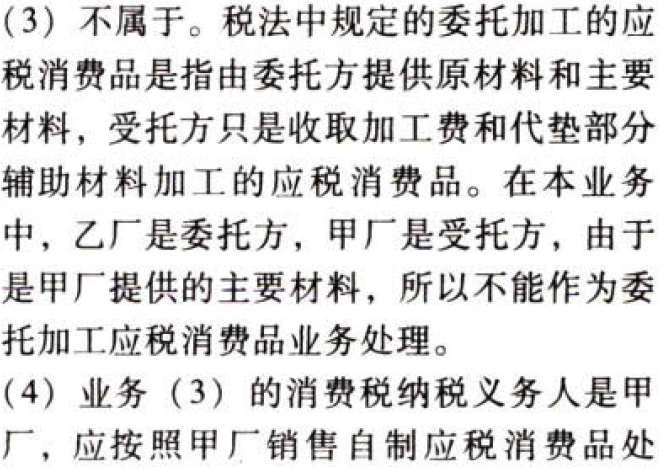 (3) 不属于。税法中规定的委托加工的应
税消费品是指由委托方提供原材料和主要
材料，受托方只是收取加工费和代垫部分
辅助材料加工的应税消费品。在本业务
中，乙厂是委托方，甲厂是受托方，由于
是甲厂提供的主要材料，所以不能作为委
托加工应税消费品业务处理。
(4) 业务（3）的消费税纳税义务人是甲
厂，应按照甲厂销售自制应税消费品处